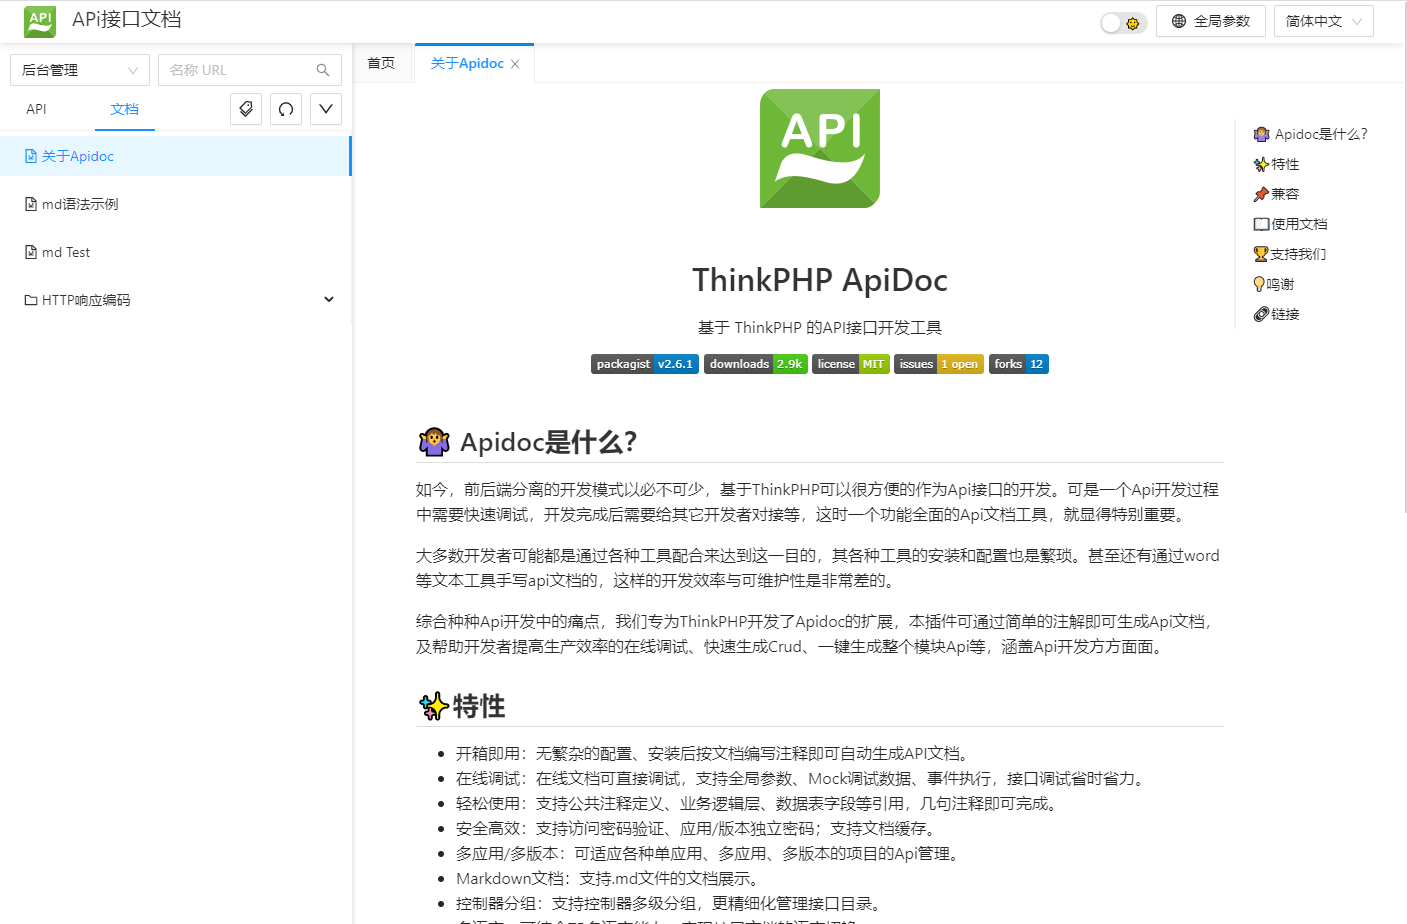 API
APi接口文档
全局参数
简体中文
后台管理
名称 URL
API
文档
关于Apidoc
md语法示例
md Test
HTTP响应编码
首页
关于Apidoc
API
ThinkPHP ApiDoc
基于 ThinkPHP 的API接口开发工具
packagist v2.6.1 downloads 2.9k license MIT issues 1 open forks 12
Apidoc是什么？
如今，前后端分离的开发模式以必不可少，基于ThinkPHP可以很方便的作为Api接口的开发。可是一个Api开发过程
中需要快速调试，开发完成后需要给其它开发者对接等，这时一个功能全面的Api文档工具，就显得特别重要。
大多数开发者可能都是通过各种工具配合来达到这一目的，其各种工具的安装和配置也是繁琐。甚至还有通过word
等文本工具手写api文档的，这样的开发效率与可维护性是非常差的。
综合种种Api开发中的痛点，我们专为ThinkPHP开发了Apidoc的扩展，本插件可通过简单的注解即可生成Api文档，
及帮助开发者提高生产效率的在线调试、快速生成Crud、一键生成整个模块Api等，涵盖Api开发方方面面。
特性
开箱即用：无繁杂的配置、安装后按文档编写注释即可自动生成API文档。
在线调试：在线文档可直接调试，支持全局参数、Mock调试数据、事件执行，接口调试省时省力。
轻松使用：支持公共注释定义、业务逻辑层、数据表字段等引用，几句注释即可完成。
安全高效：支持访问密码验证、应用/版本独立密码；支持文档缓存。
多应用/多版本：可适应各种单应用、多应用、多版本的项目的Api管理。
Markdown文档：支持.md文件的文档展示。
控制器分组：支持控制器多级分组，更精细化管理接口目录。
Apidoc是什么？
特性
兼容
使用文档
支持我们
鸣谢
链接